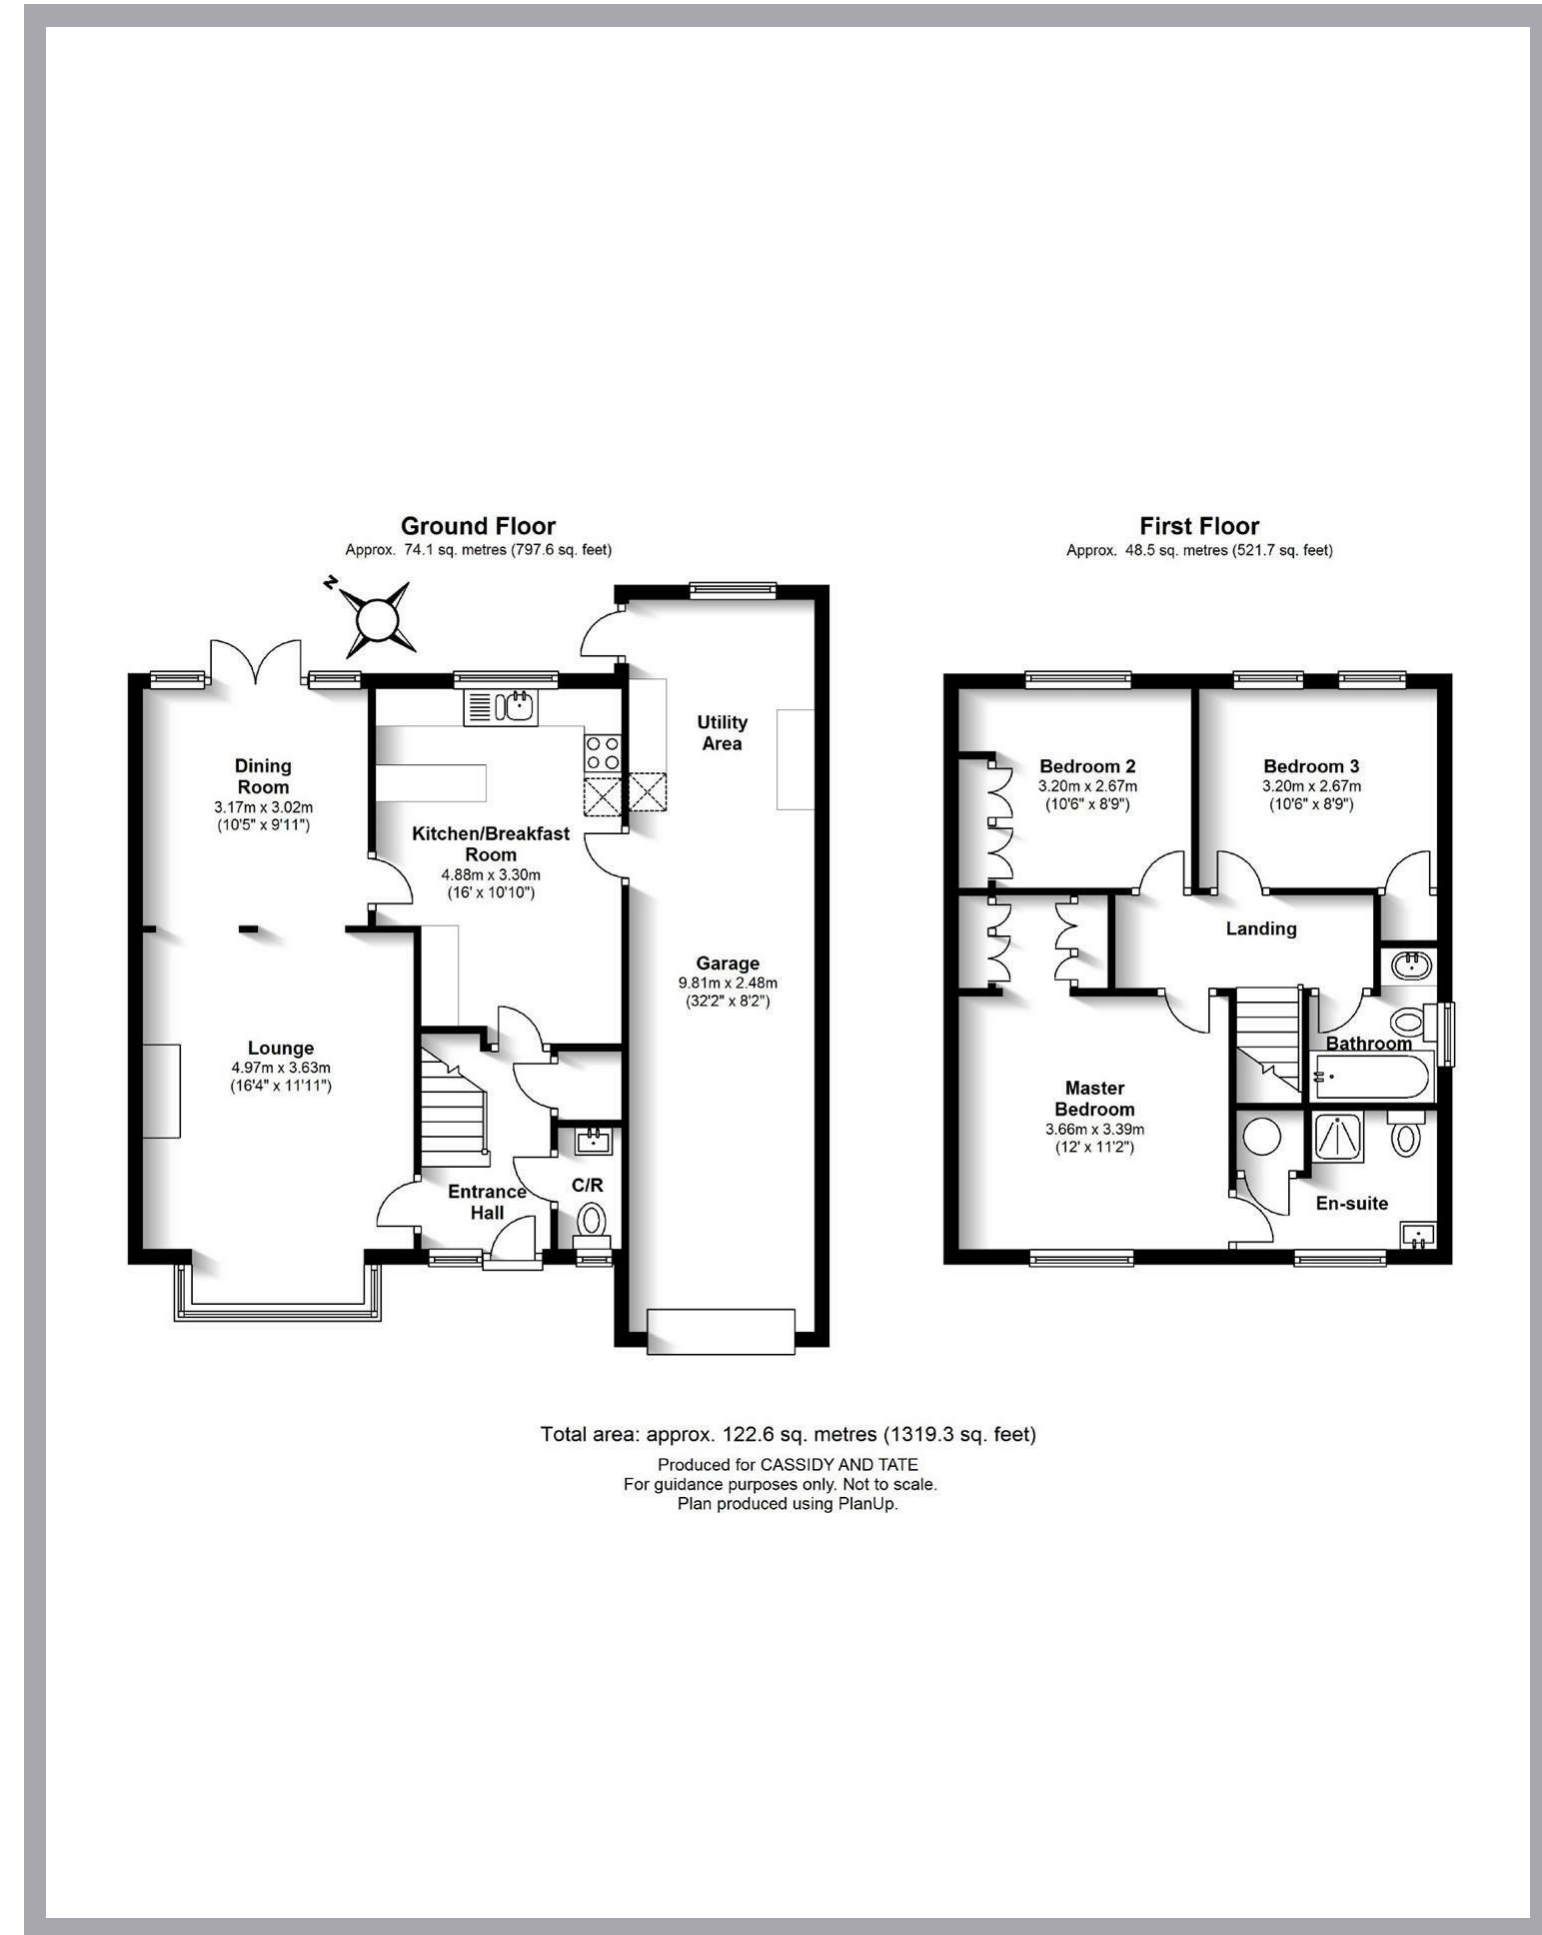 Ground Floor
Approx. 74.1 sq. metres (797.6 sq. feet)
N
Dining
Room
3.17m x 3.02m
(10'5" x 9'11")
Kitchen/Breakfast
Room
4.88m x 3.30m
(16' x 10'10")
Utility
Area
Garage
9.81m x 2.48m
(32'2" x 8'2")
Lounge
4.97m x 3.63m
(16'4" x 11'11")
Entrance
Hall
C/R
First Floor
Approx. 48.5 sq. metres (521.7 sq. feet)
Bedroom 2
3.20m x 2.67m
(10'6" x 8'9")
Bedroom 3
3.20m x 2.67m
(10'6" x 8'9")
Landing
Bathroom
Master
Bedroom
3.66m x 3.39m
(12' x 11'2")
En-suite
Total area: approx. 122.6 sq. metres (1319.3 sq. feet)
Produced for CASSIDY AND TATE
For guidance purposes only. Not to scale.
Plan produced using PlanUp.